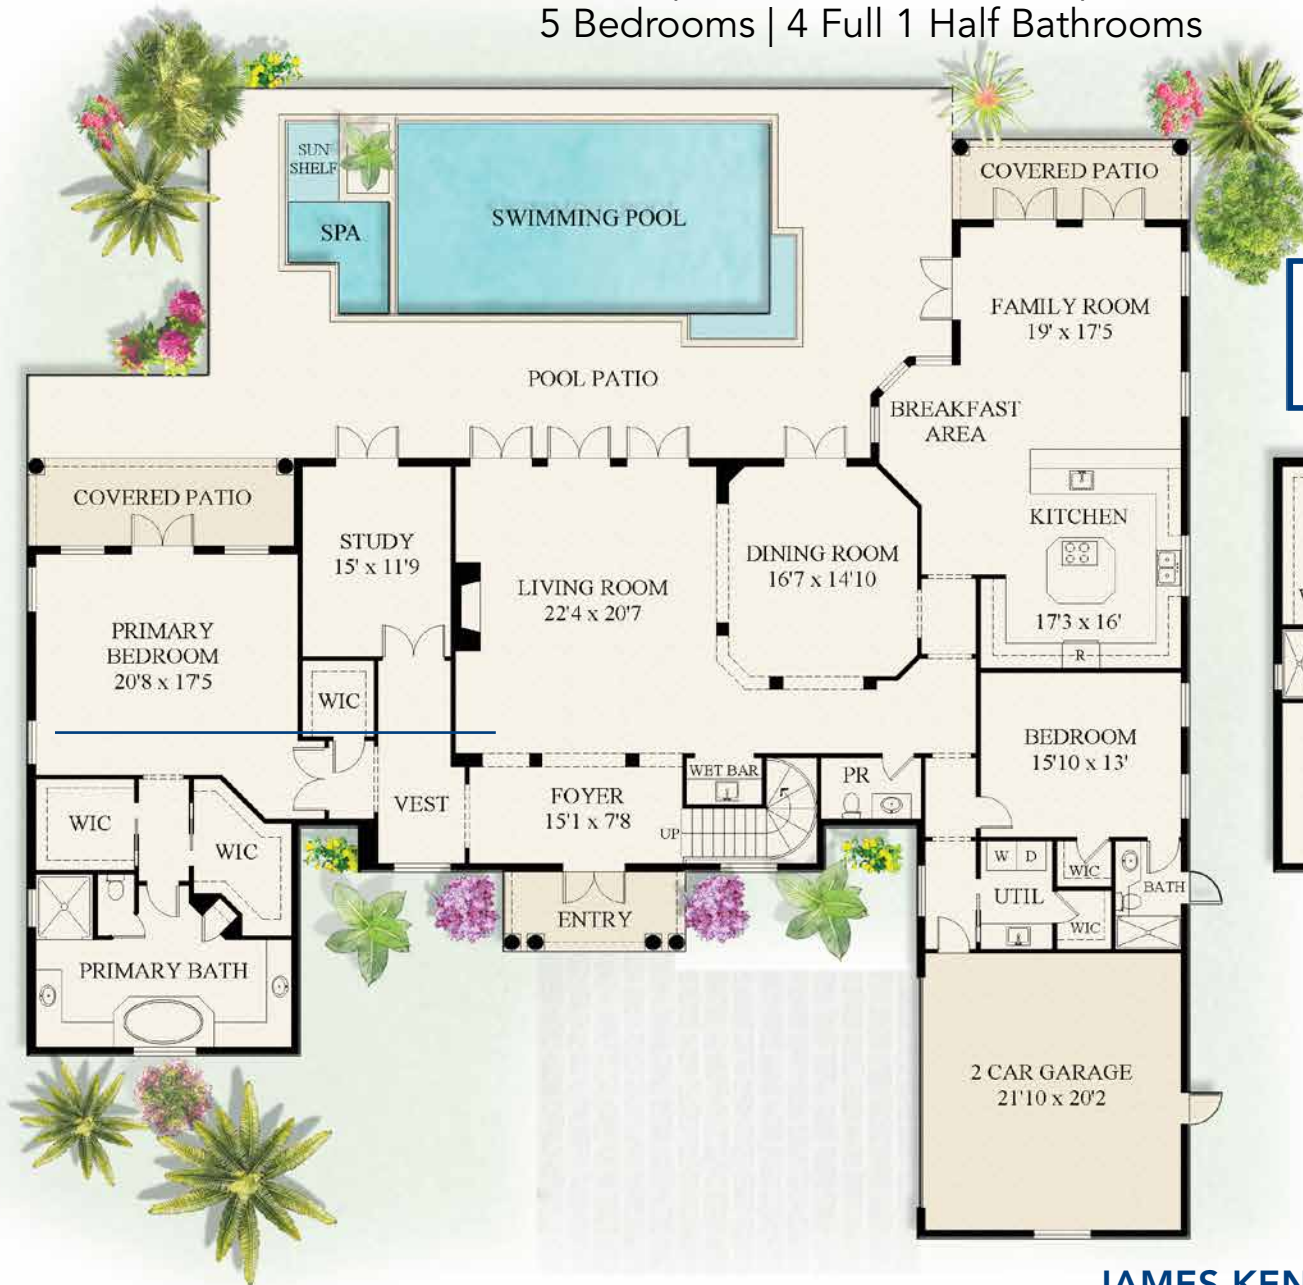 5 Bedrooms | 4 Full 1 Half Bathrooms
SUN
SHELF
SPA
SWIMMING POOL
COVERED PATIO
FAMILY ROOM
19' x 17'5
POOL PATIO
BREAKFAST
AREA
COVERED PATIO
STUDY
15' x 11'9
LIVING ROOM
22'4 x 20'7
DINING ROOM
16'7 x 14'10
KITCHEN
17'3 x 16'
R
PRIMARY
BEDROOM
20'8 x 17'5
WIC
BEDROOM
15'10 x 13'
WET BAR
PR
VEST
FOYER
15'1 x 7'8
UP
WIC
WIC
W D
UTIL
WIC
WIC
BATH
ENTRY
PRIMARY BATH
2 CAR GARAGE
21'10 x 20'2
JAMES KEN